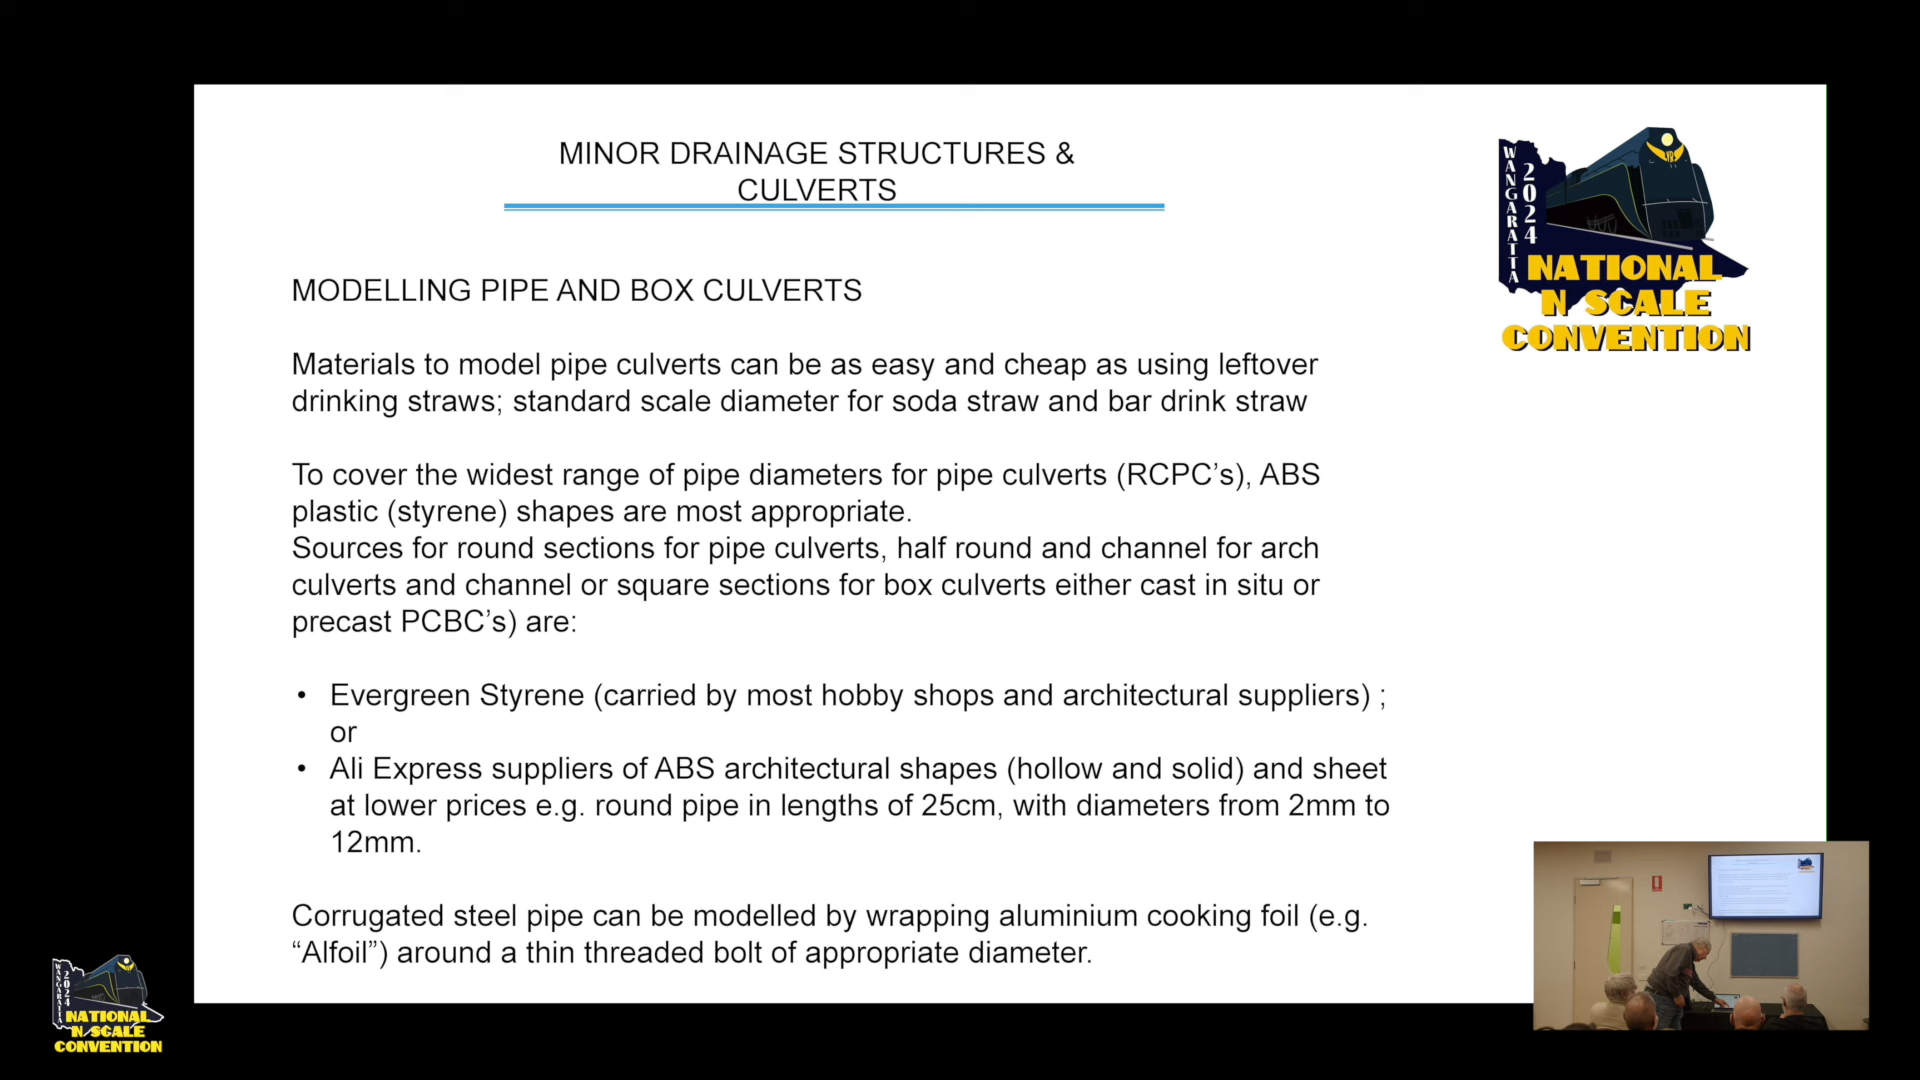 MINOR DRAINAGE STRUCTURES &
CULVERTS
WANGARATTA
2024
NATIONAL
N SCALE
CONVENTION
MODELLING PIPE AND BOX CULVERTS
Materials to model pipe culverts can be as easy and cheap as using leftover
drinking straws; standard scale diameter for soda straw and bar drink straw
To cover the widest range of pipe diameters for pipe culverts (RCPC’s), ABS
plastic (styrene) shapes are most appropriate.
Sources for round sections for pipe culverts, half round and channel for arch
culverts and channel or square sections for box culverts either cast in situ or
precast PCBC’s) are:
• Evergreen Styrene (carried by most hobby shops and architectural suppliers) ;
or
• Ali Express suppliers of ABS architectural shapes (hollow and solid) and sheet
at lower prices e.g. round pipe in lengths of 25cm, with diameters from 2mm to
12mm.
Corrugated steel pipe can be modelled by wrapping aluminium cooking foil (e.g.
“Alfoil”) around a thin threaded bolt of appropriate diameter.
WANGARATTA
2024
NATIONAL
N SCALE
CONVENTION